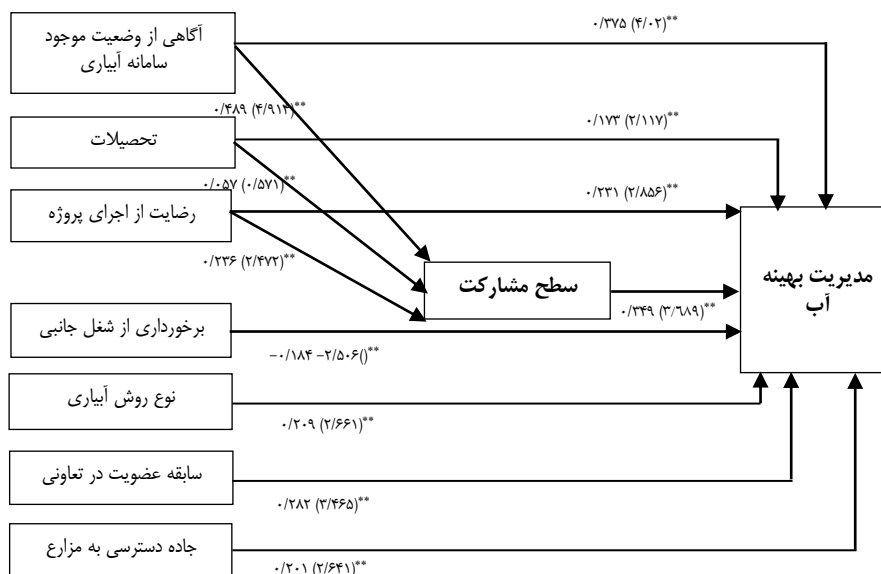 آگاهی از وضعیت موجود
سامانه آبیاری
۰/۳۷۵ (۴/۰۲)**
۰/۴۸۹ (۴/۹۱۴)**
تحصیلات
۰/۱۷۳ (۲/۱۱۷)**
۰/۰۵۷ (۰/۵۷۱)**
رضایت از اجرای پروژه
۰/۲۳۱ (۲/۸۵۶)**
۰/۲۳۶ (۲/۴۷۲)**
سطح مشارکت
مدیریت بهینه
آب
۰/۳۴۹ (۳/٦٨٩)**
برخورداری از شغل جانبی
-۰/۱۸۴ -۲/۵۰۶()**
نوع روش آبیاری
۰/۲۰۹ (۲/۶۶۱)**
سابقه عضویت در تعاونی
۰/۲۸۲ (۳/۴۶۵)**
جاده دسترسی به مزارع
۰/۲۰۱ (۲/۶۴۱)**